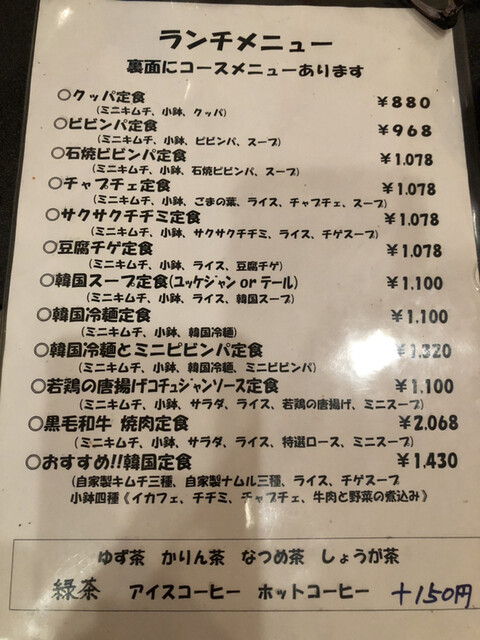 ランチメニュー
裏面にコースメニューあります
○クッパ定食 ¥880
(ミニキムチ、小鉢、クッパ)
○ビビンパ定食 ¥968
(ミニキムチ、小鉢、ビビンパ、スープ)
○石焼ビビンパ定食 ¥1.078
(ミニキムチ、小鉢、石焼ビビンパ、スープ)
○チャプチェ定食 ¥1.078
(ミニキムチ、小鉢、ごまの葉、ライス、チャプチェ、スープ)
○サクサクチヂミ定食 ¥1.078
(ミニキムチ、小鉢、サクサクチヂミ、ライス、チゲスープ)
○豆腐チゲ定食 ¥1.078
(ミニキムチ、小鉢、ライス、豆腐チゲ)
○韓国スープ定食(ユッケジャン or テール) ¥1.100
(ミニキムチ、小鉢、ライス、韓国スープ)
○韓国冷麺定食 ¥1.100
(ミニキムチ、小鉢、韓国冷麺)
○韓国冷麺とミニビビンパ定食 ¥1.320
(ミニキムチ、小鉢、韓国冷麺、ミニビビンパ)
○若鶏の唐揚げコチュジャンソース定食 ¥1.100
(ミニキムチ、小鉢、サラダ、ライス、若鶏の唐揚げ、ミニスープ)
○黒毛和牛 焼肉定食 ¥2.068
(ミニキムチ、小鉢、サラダ、ライス、特選ロース、ミニスープ)
○おすすめ!!韓国定食 ¥1.430
(自家製キムチ三種、自家製ナムル三種、ライス、チゲスープ
小鉢四種《イカフェ、チヂミ、チャプチェ、牛肉と野菜の煮込み》
ゆず茶 かりん茶 なつめ茶 しょうが茶
緑茶 アイスコーヒー ホットコーヒー +150円